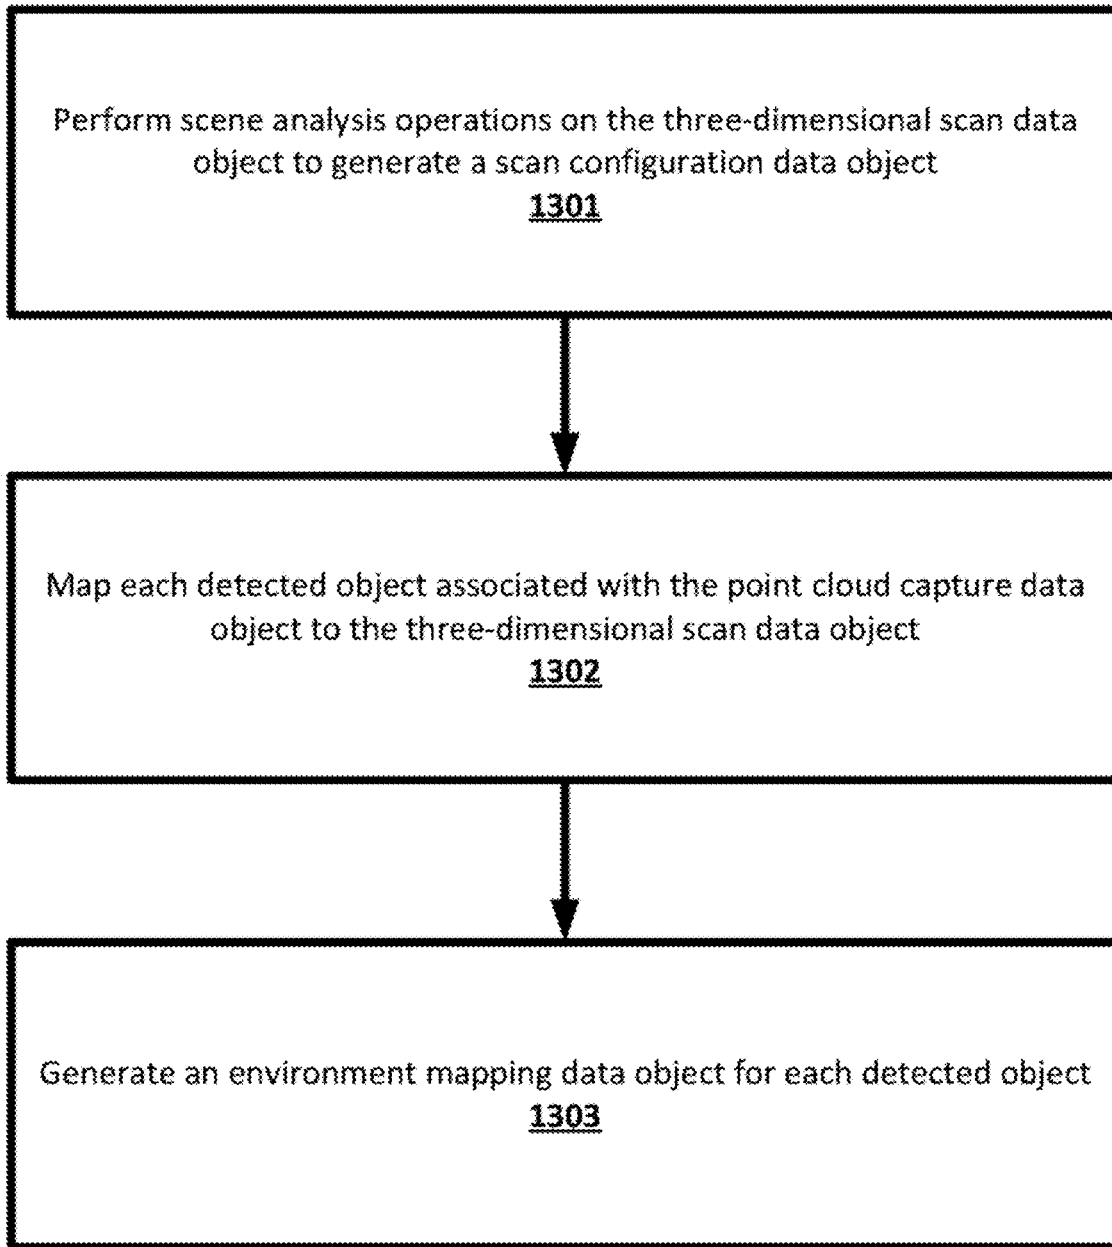 Perform scene analysis operations on the three-dimensional scan data
object to generate a scan configuration data object
1301
Map each detected object associated with the point cloud capture data
object to the three-dimensional scan data object
1302
Generate an environment mapping data object for each detected object
1303